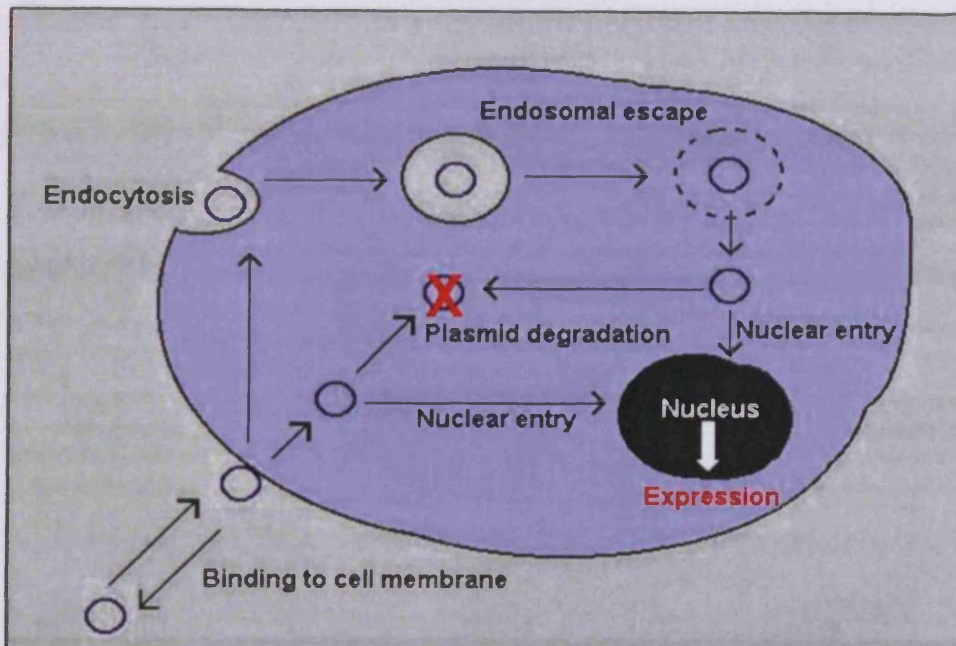 Endosomal escape
Endocytosis
Plasmid degradation
Nuclear entry
Nuclear entry
Nucleus
Expression
Binding to cell membrane